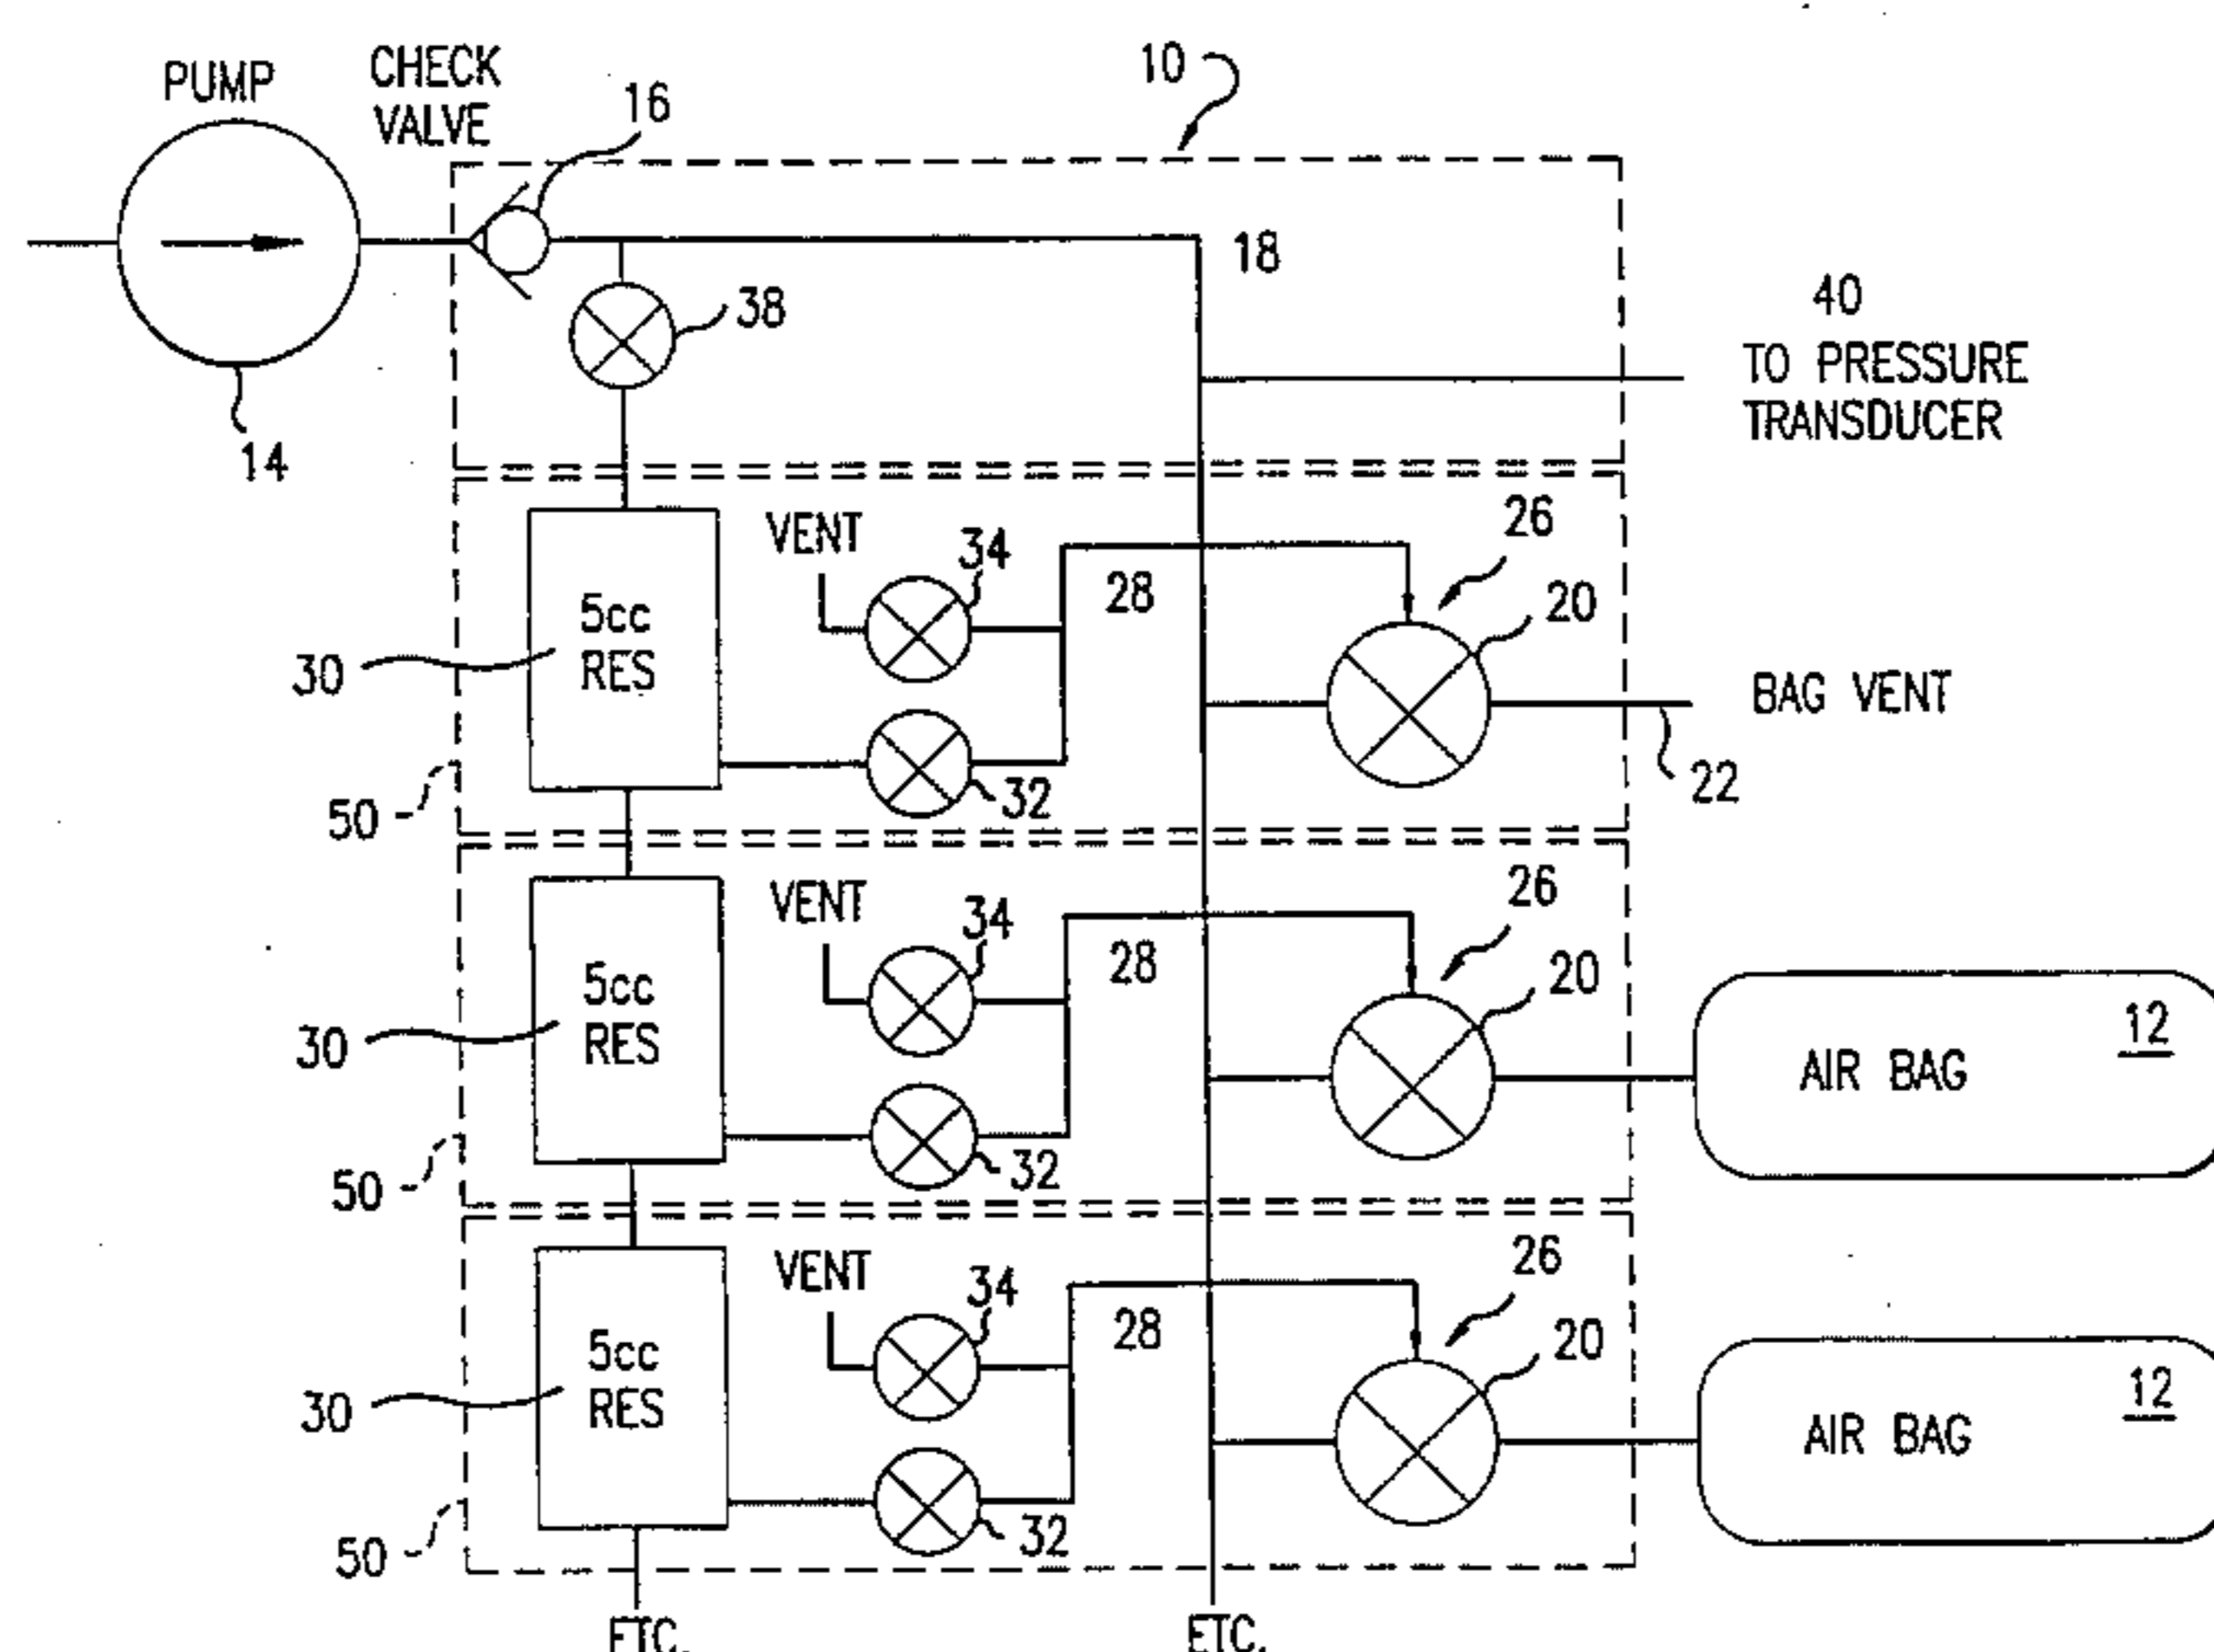 PUMP
CHECK
VALVE
16
10
18
38
40
TO PRESSURE
TRANSDUCER
14
VENT
34
26
28
20
5cc
RES
30
BAG VENT
32
22
50
VENT
34
26
28
20
5cc
RES
30
12
AIR BAG
32
50
VENT
34
26
28
20
5cc
RES
30
12
AIR BAG
32
50
ETC.
ETC.